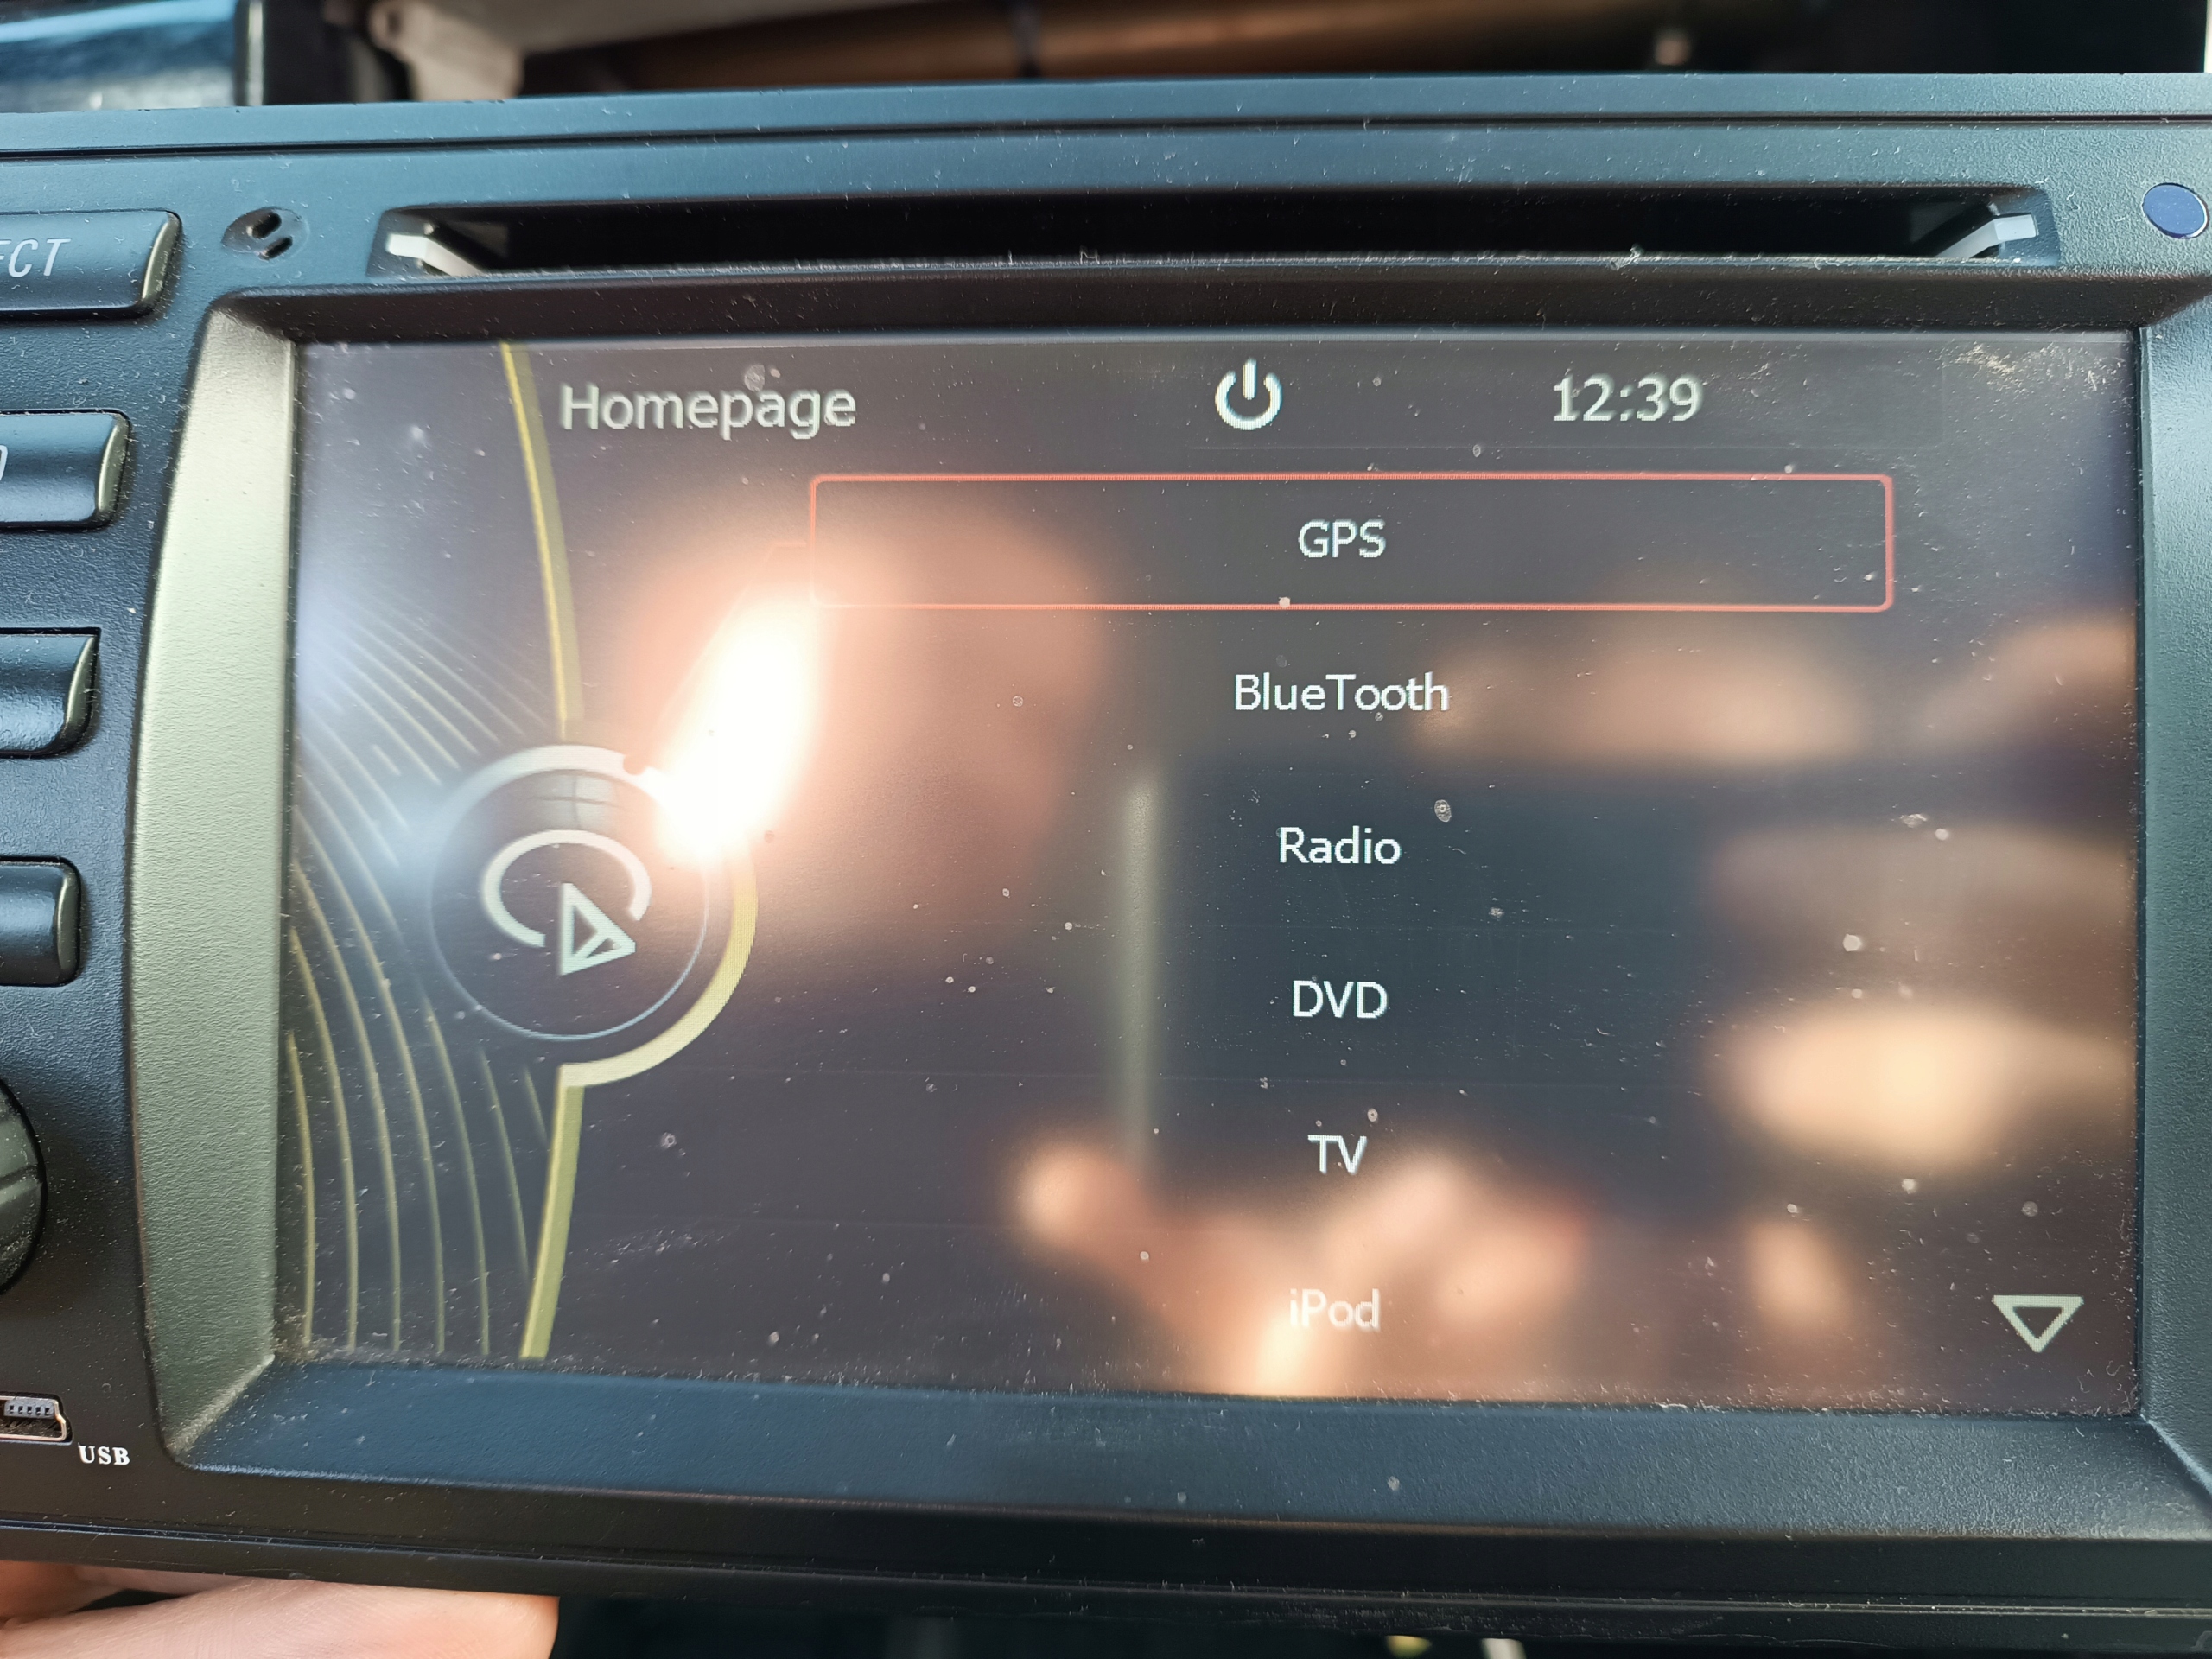 Homepage
12:39
GPS
BlueTooth
Radio
DVD
TV
iPod
USB